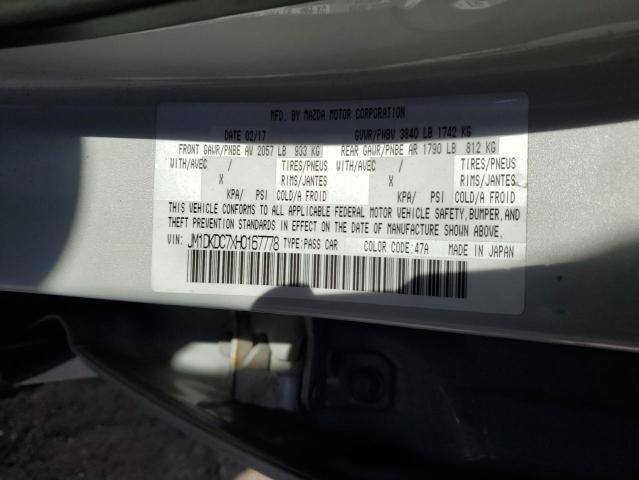 MFD. BY MAZDA MOTOR CORPORATION
DATE 02/17 GVWR/PNBV 3840 LB 1742 KG
FRONT GAWR/PNBE AV 2057 LB 933 KG REAR GAWR/PNBE AR 1790 LB 812 KG
WITH/AVEC / TIRES/PNEUS WITH/AVEC / TIRES/PNEUS
X RIMS/JANTES X RIMS/JANTES
KPA/ PSI COLD/A FROID KPA/ PSI COLD/A FROID
THIS VEHICLE CONFORMS TO ALL APPLICABLE FEDERAL MOTOR VEHICLE SAFETY, BUMPER, AND
THEFT PREVENTION STANDARDS IN EFFECT ON THE DATE OF MANUFACTURE SHOWN ABOVE.
VIN: JM1DKDC7XH0167778 TYPE:PASS CAR COLOR CODE:47A MADE IN JAPAN